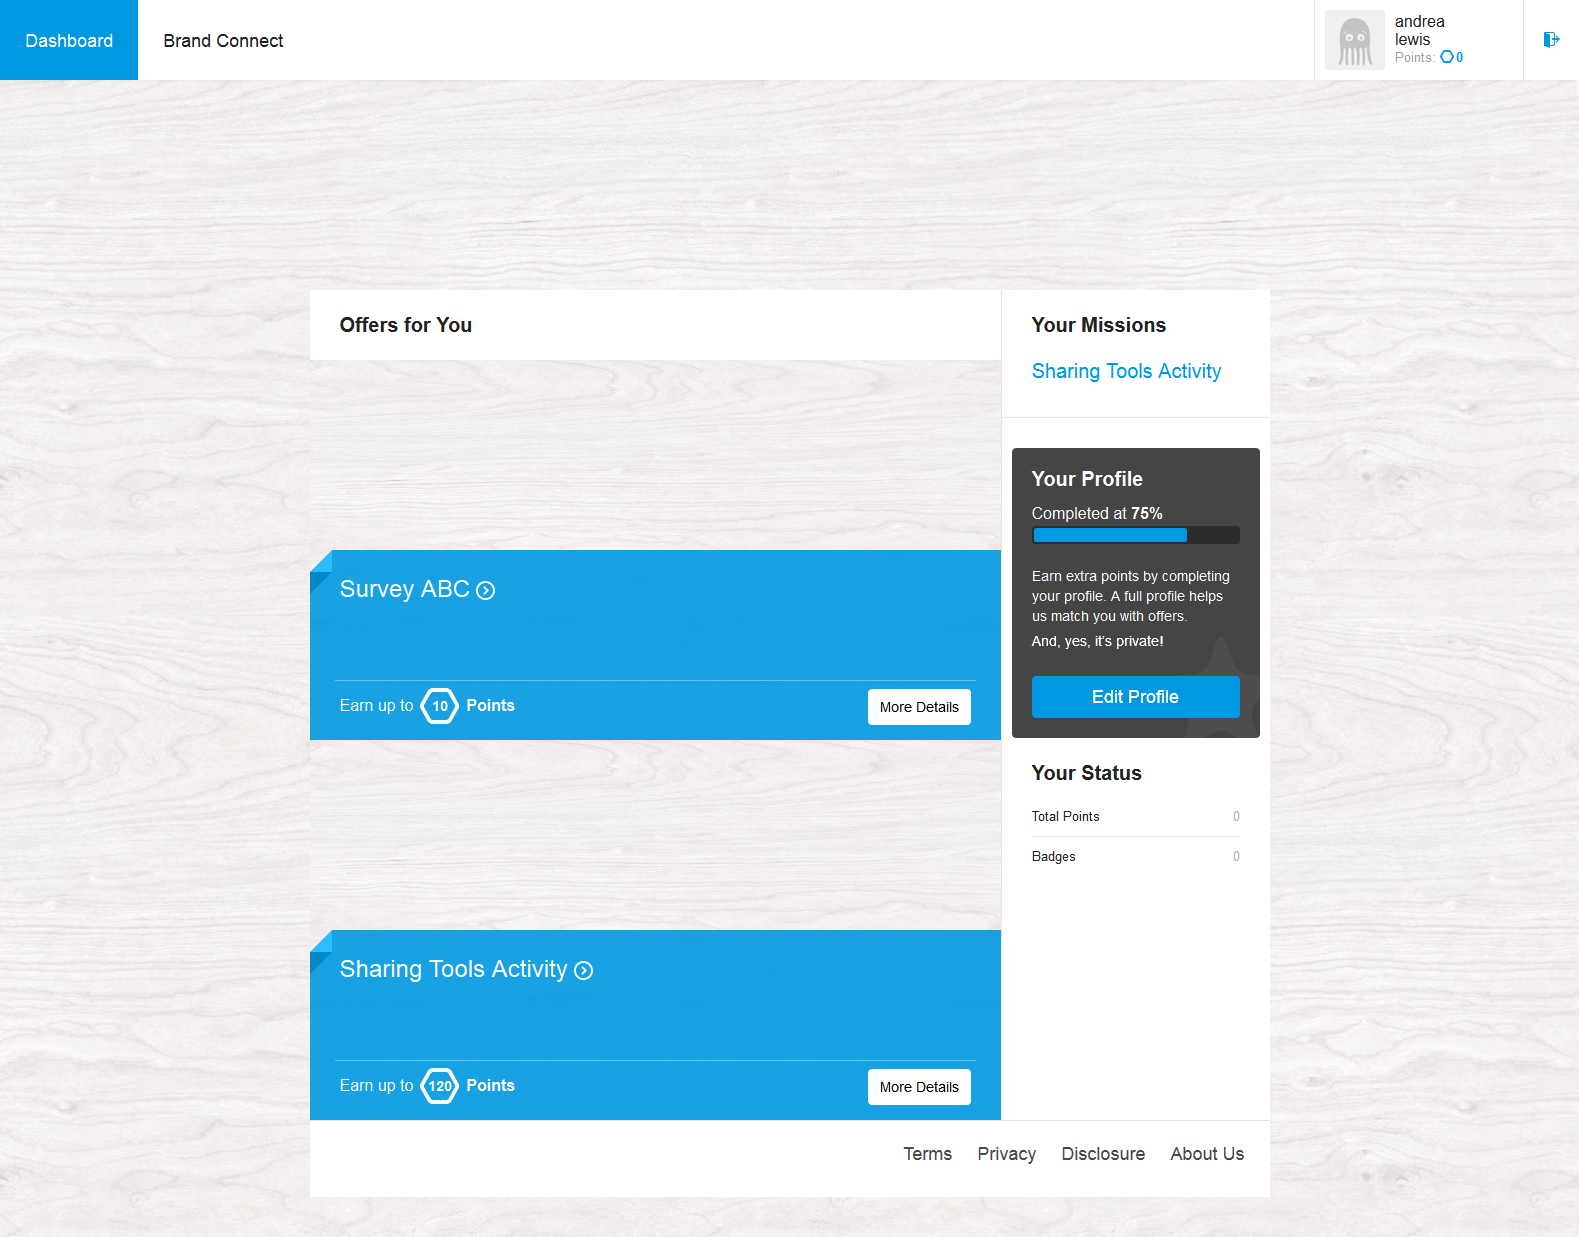 Dashboard
Brand Connect
andrea
lewis
Points: 0
Offers for You
Survey ABC
Earn up to 10 Points
More Details
Sharing Tools Activity
Earn up to 120 Points
More Details
Your Missions
Sharing Tools Activity
Your Profile
Completed at 75%
Earn extra points by completing
your profile. A full profile helps
us match you with offers.
And, yes, it's private!
Edit Profile
Your Status
Total Points 0
Badges 0
Terms Privacy Disclosure About Us